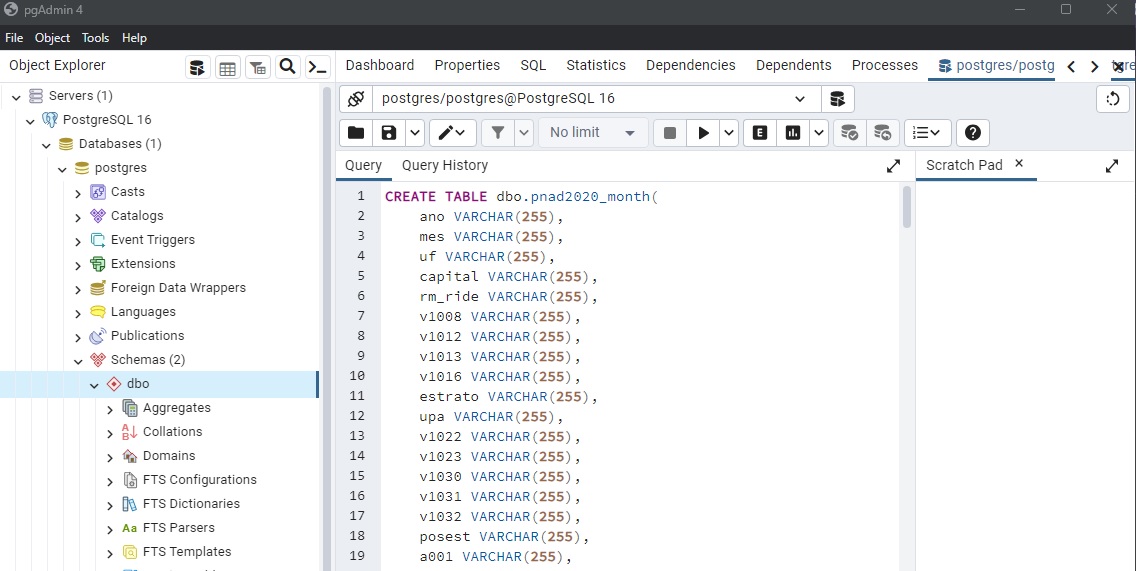 pgAdmin 4
File Object Tools Help
Object Explorer
Dashboard Properties SQL Statistics Dependencies Dependents Processes postgres/postg
Servers (1)
PostgreSQL 16
Databases (1)
postgres
Casts
Catalogs
Event Triggers
Extensions
Foreign Data Wrappers
Languages
Publications
Schemas (2)
dbo
Aggregates
Collations
Domains
FTS Configurations
FTS Dictionaries
Aa FTS Parsers
FTS Templates
postgres/postgres@PostgreSQL 16
No limit
E
Query Query History
Scratch Pad
1 CREATE TABLE dbo.pnad2020_month(
2 ano VARCHAR(255),
3 mes VARCHAR(255),
4 uf VARCHAR(255),
5 capital VARCHAR(255),
6 rm_ride VARCHAR(255),
7 v1008 VARCHAR(255),
8 v1012 VARCHAR(255),
9 v1013 VARCHAR(255),
10 v1016 VARCHAR(255),
11 estrato VARCHAR(255),
12 upa VARCHAR(255),
13 v1022 VARCHAR(255),
14 v1023 VARCHAR(255),
15 v1030 VARCHAR(255),
16 v1031 VARCHAR(255),
17 v1032 VARCHAR(255),
18 posest VARCHAR(255),
19 a001 VARCHAR(255),